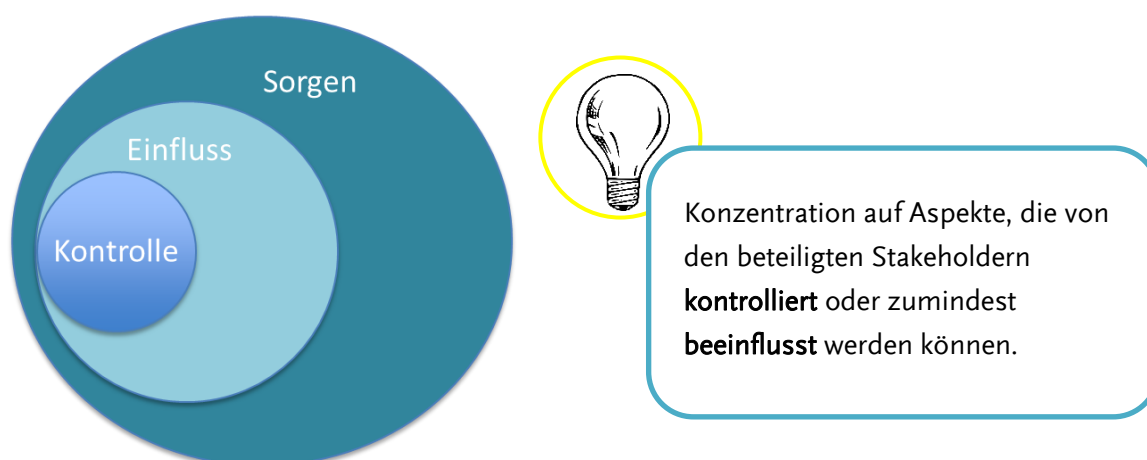 Sorgen
Einfluss
Kontrolle
Konzentration auf Aspekte, die von
den beteiligten Stakeholdern
kontrolliert oder zumindest
beeinflusst werden können.